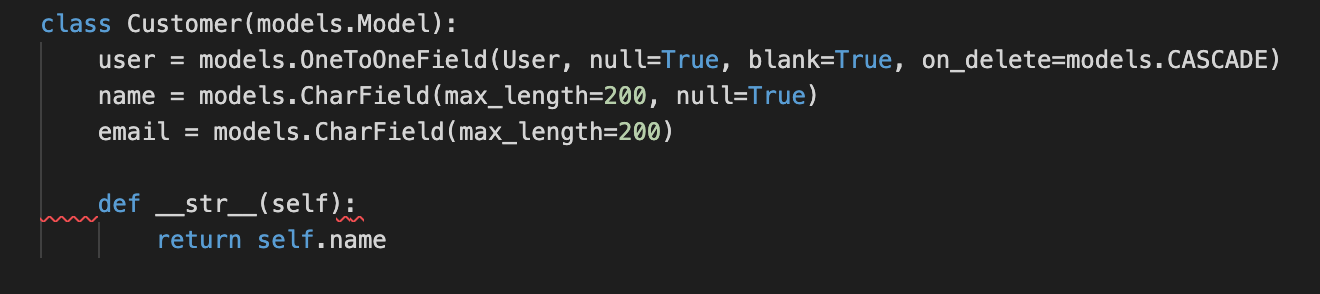 class Customer(models.Model):
    user = models.OneToOneField(User, null=True, blank=True, on_delete=models.CASCADE)
    name = models.CharField(max_length=200, null=True)
    email = models.CharField(max_length=200)
    def __str__(self):
        return self.name